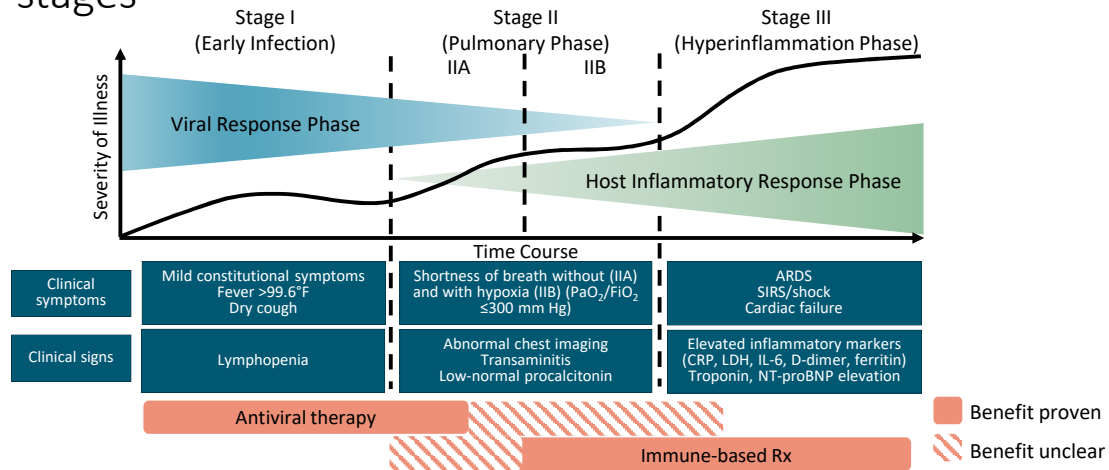 stages
Stage I
(Early Infection)
Stage II
(Pulmonary Phase)
IIA
IIB
Stage III
(Hyperinflammation Phase)
Severity of Illness
Viral Response Phase
Host Inflammatory Response Phase
Time Course
Clinical
symptoms
Mild constitutional symptoms
Fever >99.6°F
Dry cough
Shortness of breath without (IIA)
and with hypoxia (IIB) (PaO₂/FiO₂
≤300 mm Hg)
ARDS
SIRS/shock
Cardiac failure
Clinical signs
Lymphopenia
Abnormal chest imaging
Transaminitis
Low-normal procalcitonin
Elevated inflammatory markers
(CRP, LDH, IL-6, D-dimer, ferritin)
Troponin, NT-proBNP elevation
Antiviral therapy
Immune-based Rx
Benefit proven
Benefit unclear